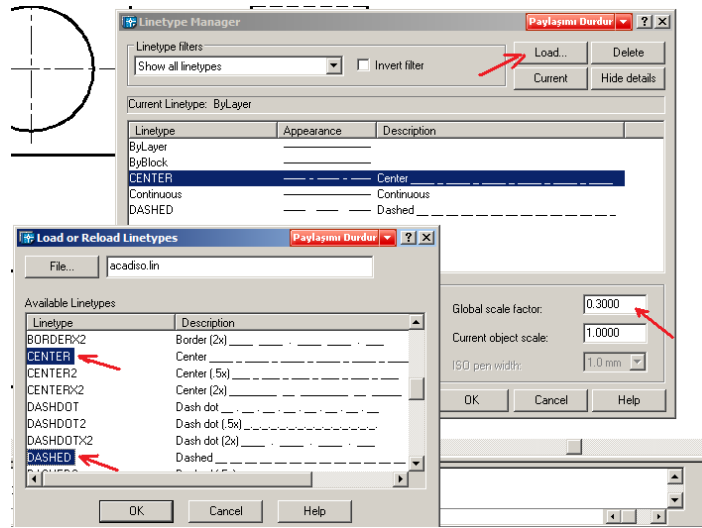 Linetype Manager
Paylaşımı Durdur
Linetype filters
Show all linetypes
Invert filter
Load...
Delete
Current
Hide details
Current Linetype: ByLayer
Linetype Appearance Description
ByLayer
ByBlock
CENTER Center
Continuous Continuous
DASHED Dashed
Global scale factor: 0.3000
Current object scale: 1.0000
ISO pen width: 1.0 mm
OK Cancel Help
Load or Reload Linetypes
Paylaşımı Durdur
File... acadiso.lin
Available Linetypes
Linetype Description
BORDERX2 Border (2x)
CENTER Center
CENTER2 Center (.5x)
CENTERX2 Center (2x)
DASHDOT Dash dot
DASHDOT2 Dash dot (.5x)
DASHDOTX2 Dash dot (2x)
DASHED Dashed
OK Cancel Help